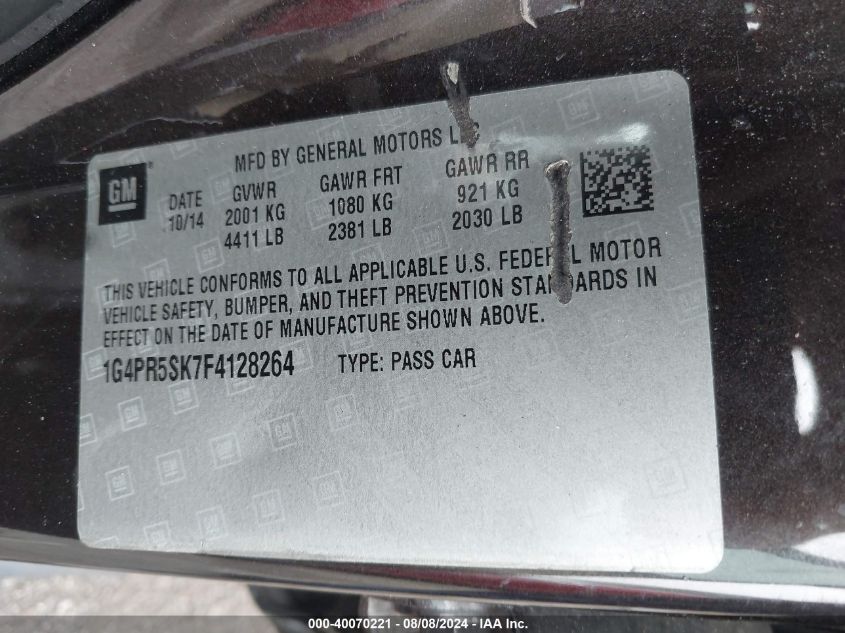 MFD BY GENERAL MOTORS LLC
GM
DATE GVWR GAWR FRT GAWR RR
10/14 2001 KG 1080 KG 921 KG
4411 LB 2381 LB 2030 LB
THIS VEHICLE CONFORMS TO ALL APPLICABLE U.S. FEDERAL MOTOR
VEHICLE SAFETY, BUMPER, AND THEFT PREVENTION STANDARDS IN
EFFECT ON THE DATE OF MANUFACTURE SHOWN ABOVE.
1G4PR5SK7F4128264 TYPE: PASS CAR
000-40070221 | 08/08/2024 | IAA Inc.